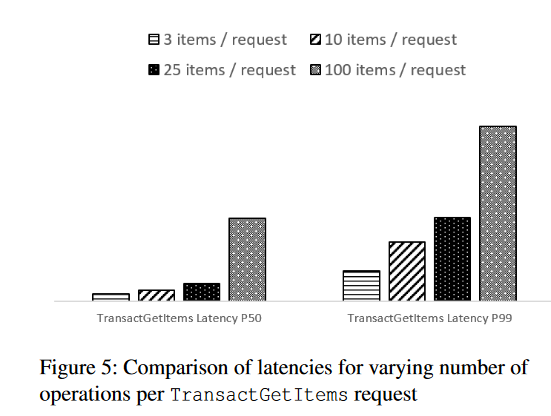 3 items / request 10 items / request
25 items / request 100 items / request
TransactGetItems Latency P50 TransactGetItems Latency P99
Figure 5: Comparison of latencies for varying number of
operations per TransactGetItems request